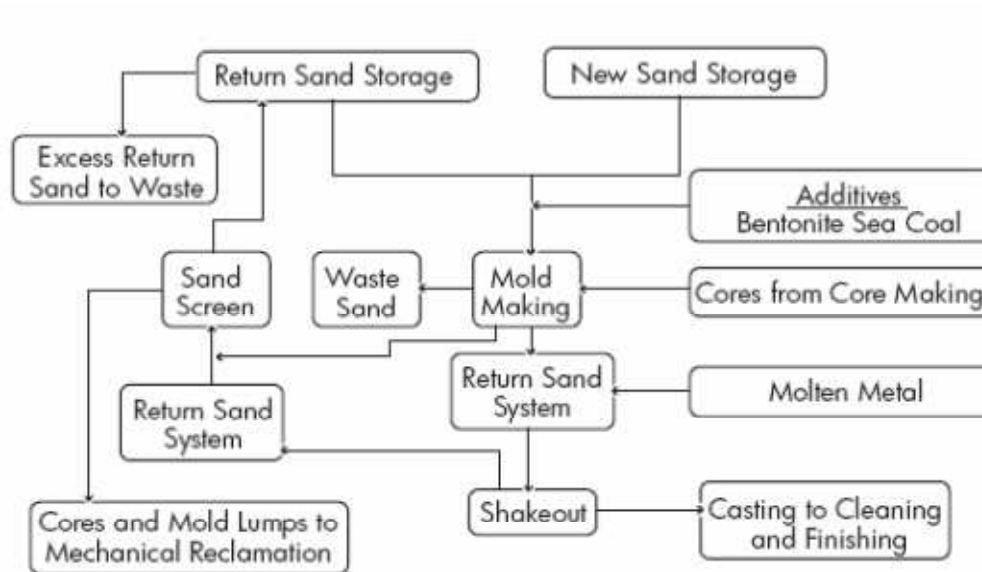 Return Sand Storage
New Sand Storage
Excess Return
Sand to Waste
Additives
Bentonite Sea Coal
Sand
Screen
Waste
Sand
Mold
Making
Cores from Core Making
Return Sand
System
Return Sand
System
Molten Metal
Cores and Mold Lumps to
Mechanical Reclamation
Shakeout
Casting to Cleaning
and Finishing